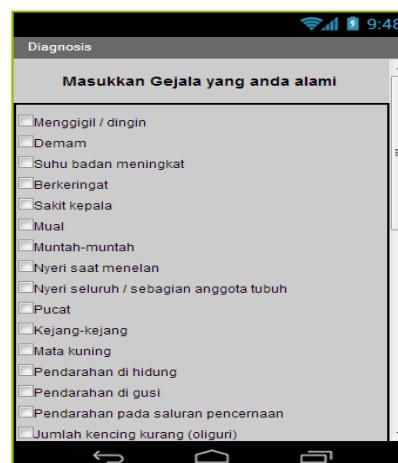 9:48
Diagnosis
Masukkan Gejala yang anda alami
Menggigil / dingin
Demam
Suhu badan meningkat
Berkeringat
Sakit kepala
Mual
Muntah-muntah
Nyeri saat menelan
Nyeri seluruh / sebagian anggota tubuh
Pucat
Kejang-kejang
Mata kuning
Pendarahan di hidung
Pendarahan di gusi
Pendarahan pada saluran pencernaan
Jumlah kencing kurang (oliguri)